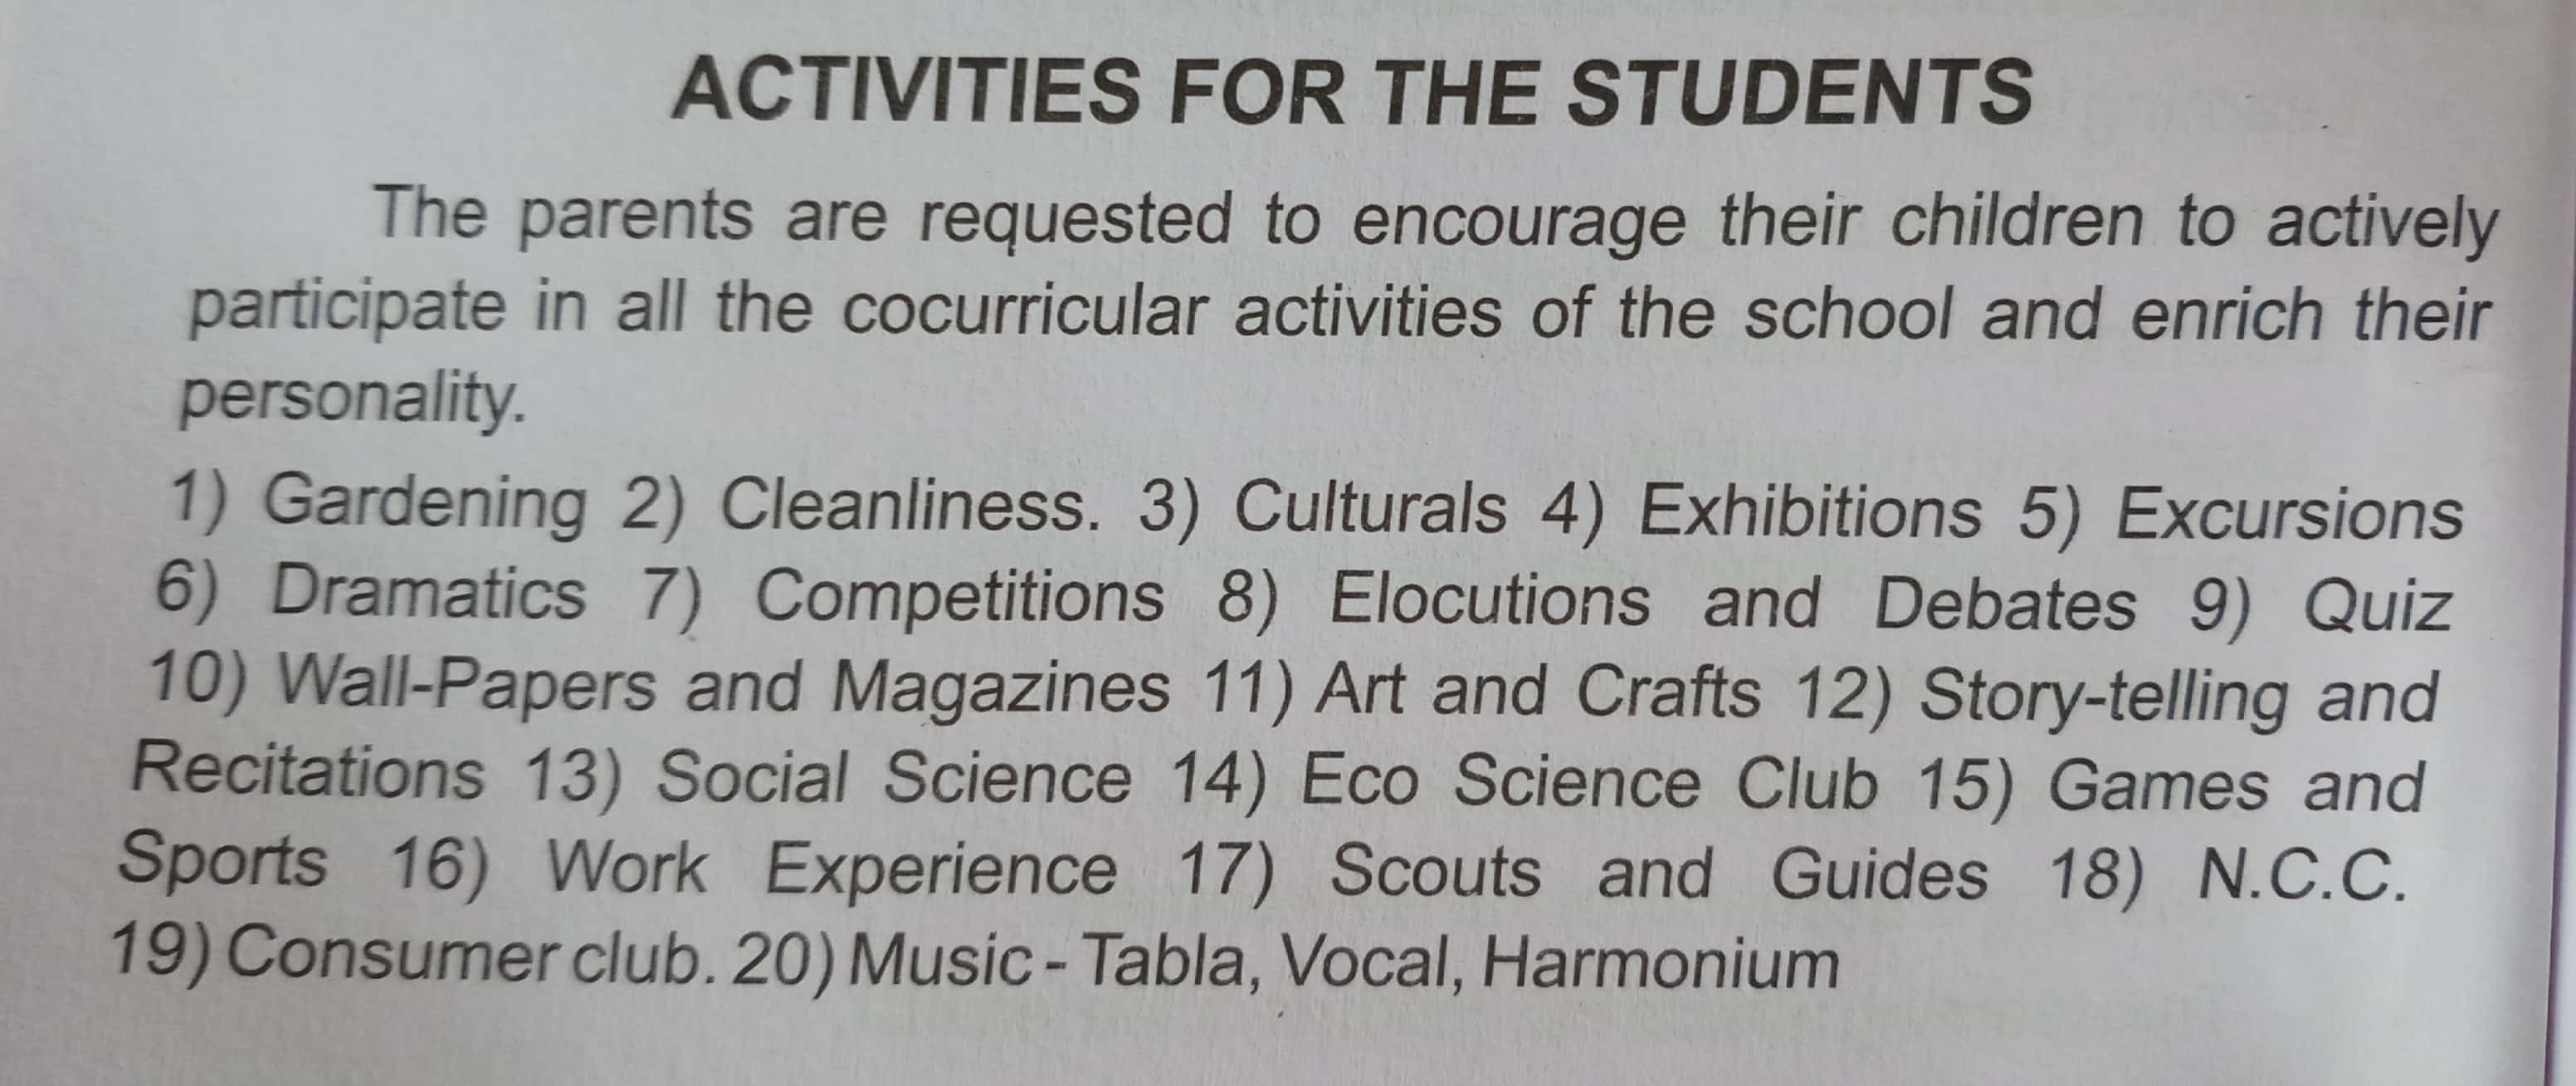 ACTIVITIES FOR THE STUDENTS
The parents are requested to encourage their children to actively
participate in all the cocurricular activities of the school and enrich their
personality.
1) Gardening 2) Cleanliness. 3) Culturals 4) Exhibitions 5) Excursions
6) Dramatics 7) Competitions 8) Elocutions and Debates 9) Quiz
10) Wall-Papers and Magazines 11) Art and Crafts 12) Story-telling and
Recitations 13) Social Science 14) Eco Science Club 15) Games and
Sports 16) Work Experience 17) Scouts and Guides 18) N.C.C.
19) Consumer club. 20) Music - Tabla, Vocal, Harmonium